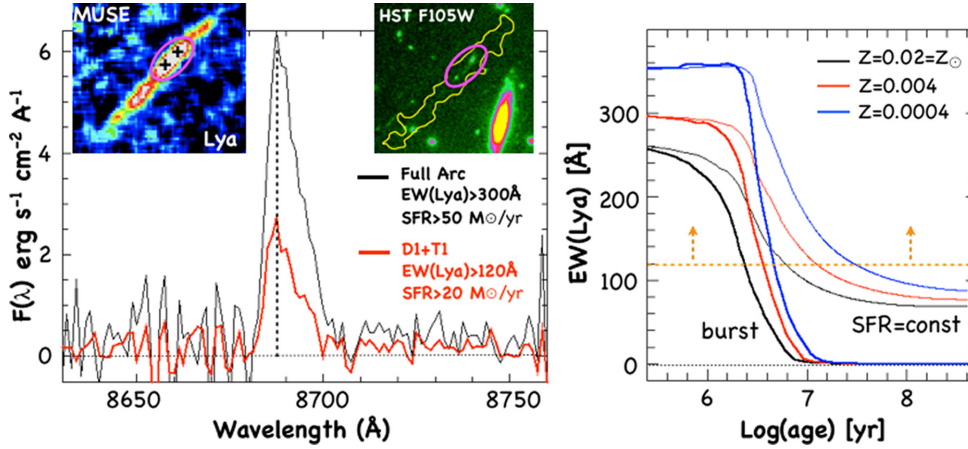 MUSE
Lya
HST F105W
Full Arc
EW(Lya)>300Å
SFR>50 M⊙/yr
D1+T1
EW(Lya)>120Å
SFR>20 M⊙/yr
F(λ) erg s⁻¹ cm⁻² A⁻¹
6
4
2
0
8650
8700
8750
Wavelength (Å)
Z=0.02=Z⊙
Z=0.004
Z=0.0004
EW(Lya) [Å]
300
200
100
0
burst
SFR=const
6
7
8
Log(age) [yr]